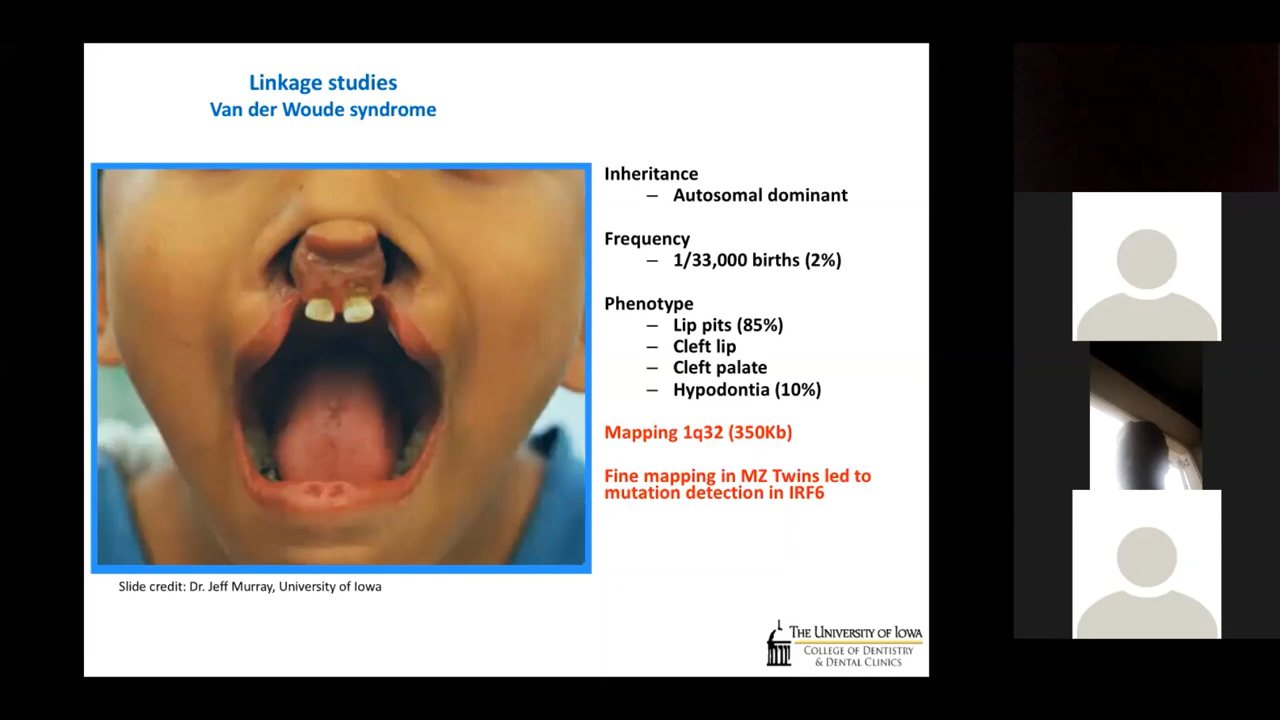 Linkage studies
Van der Woude syndrome
Inheritance
– Autosomal dominant
Frequency
– 1/33,000 births (2%)
Phenotype
– Lip pits (85%)
– Cleft lip
– Cleft palate
– Hypodontia (10%)
Mapping 1q32 (350Kb)
Fine mapping in MZ Twins led to
mutation detection in IRF6
Slide credit: Dr. Jeff Murray, University of Iowa
THE UNIVERSITY OF IOWA
COLLEGE OF DENTISTRY
& DENTAL CLINICS